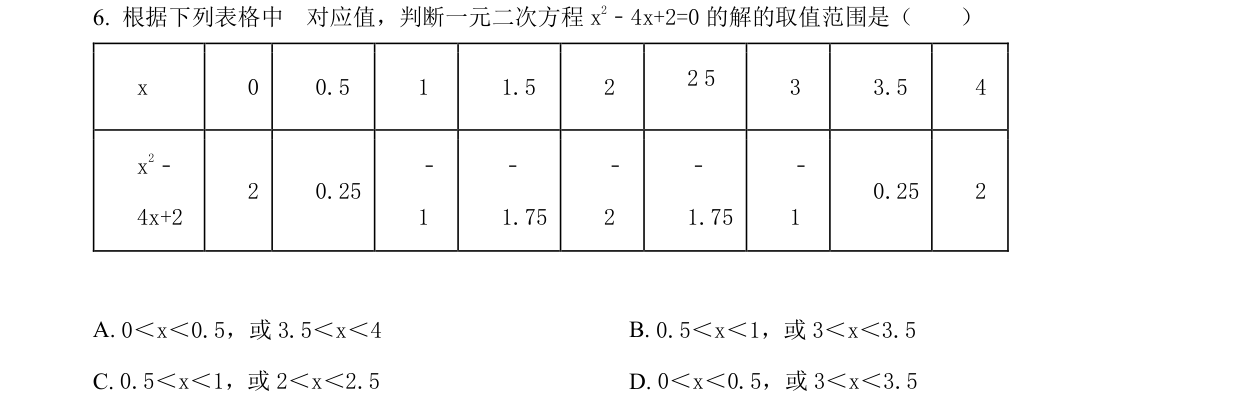 6. 根据下列表格中 对应值，判断一元二次方程 x²﹣4x+2=0 的解的取值范围是（ ）
x 0 0.5 1 1.5 2 2 5 3 3.5 4
x²﹣4x+2 2 0.25 ﹣1 ﹣1.75 ﹣2 ﹣1.75 ﹣1 0.25 2
A. 0＜x＜0.5，或 3.5＜x＜4 B. 0.5＜x＜1，或 3＜x＜3.5
C. 0.5＜x＜1，或 2＜x＜2.5 D. 0＜x＜0.5，或 3＜x＜3.5